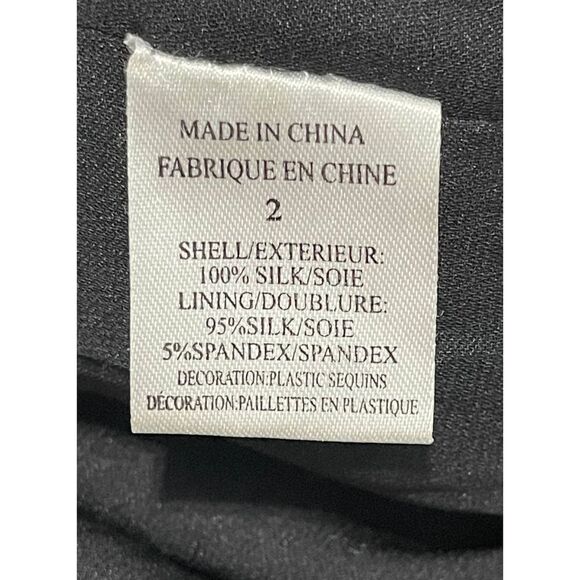 MADE IN CHINA
FABRIQUE EN CHINE
2
SHELL/EXTERIEUR:
100% SILK/SOIE
LINING/DOUBLURE:
95%SILK/SOIE
5%SPANDEX/SPANDEX
DECORATION:PLASTIC SEQUINS
DÉCORATION:PAILLETTES EN PLASTIQUE